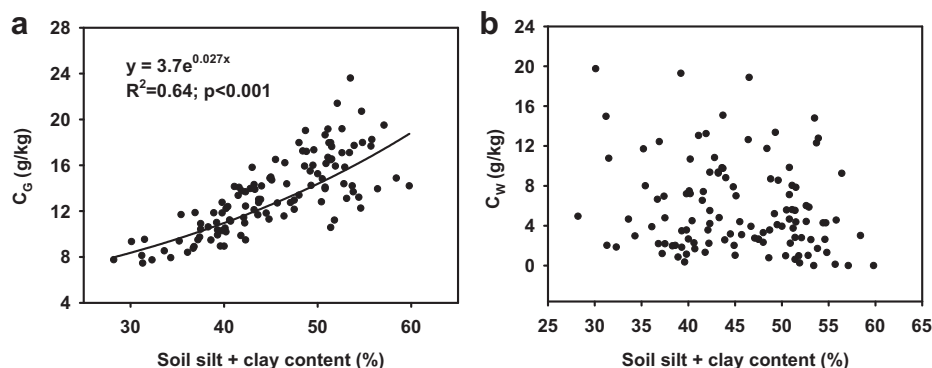 a
28
24
20
16
12
8
4
C_G (g/kg)
y = 3.7e^0.027x
R²=0.64; p<0.001
30 40 50 60
Soil silt + clay content (%)
b
24
20
16
12
8
4
0
C_W (g/kg)
25 30 35 40 45 50 55 60 65
Soil silt + clay content (%)